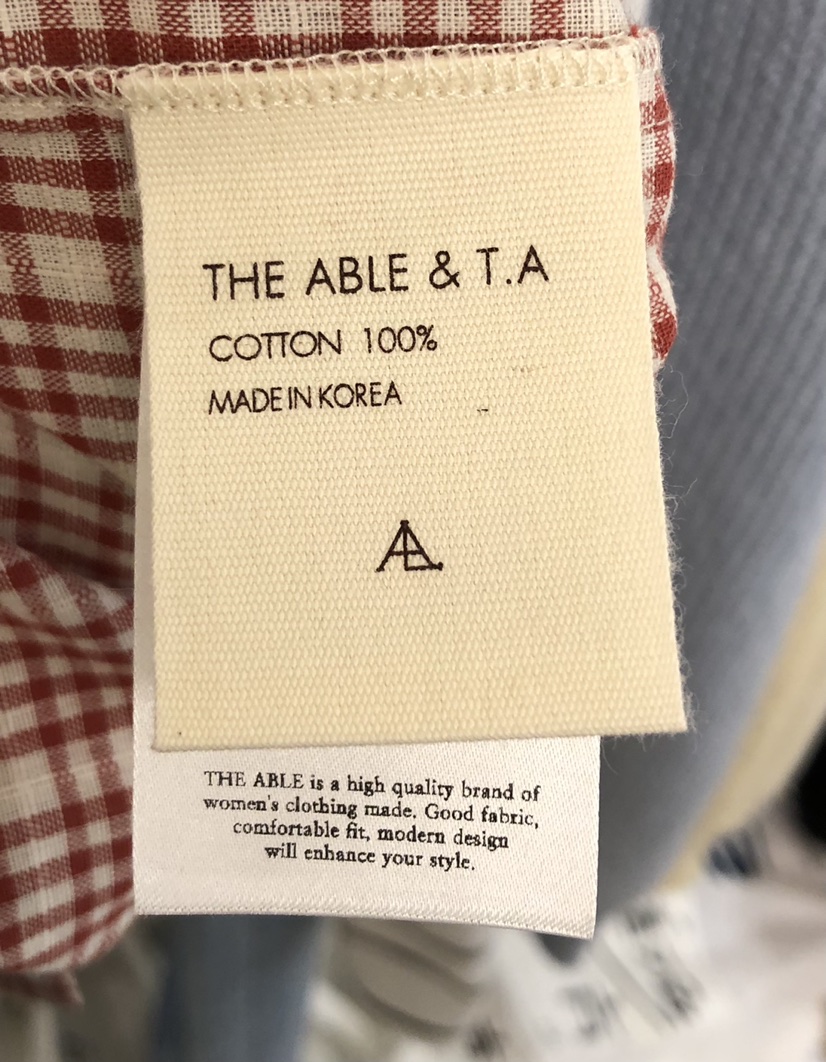 THE ABLE & T.A
COTTON 100%
MADE IN KOREA
THE ABLE is a high quality brand of
women's clothing made. Good fabric,
comfortable fit, modern design
will enhance your style.